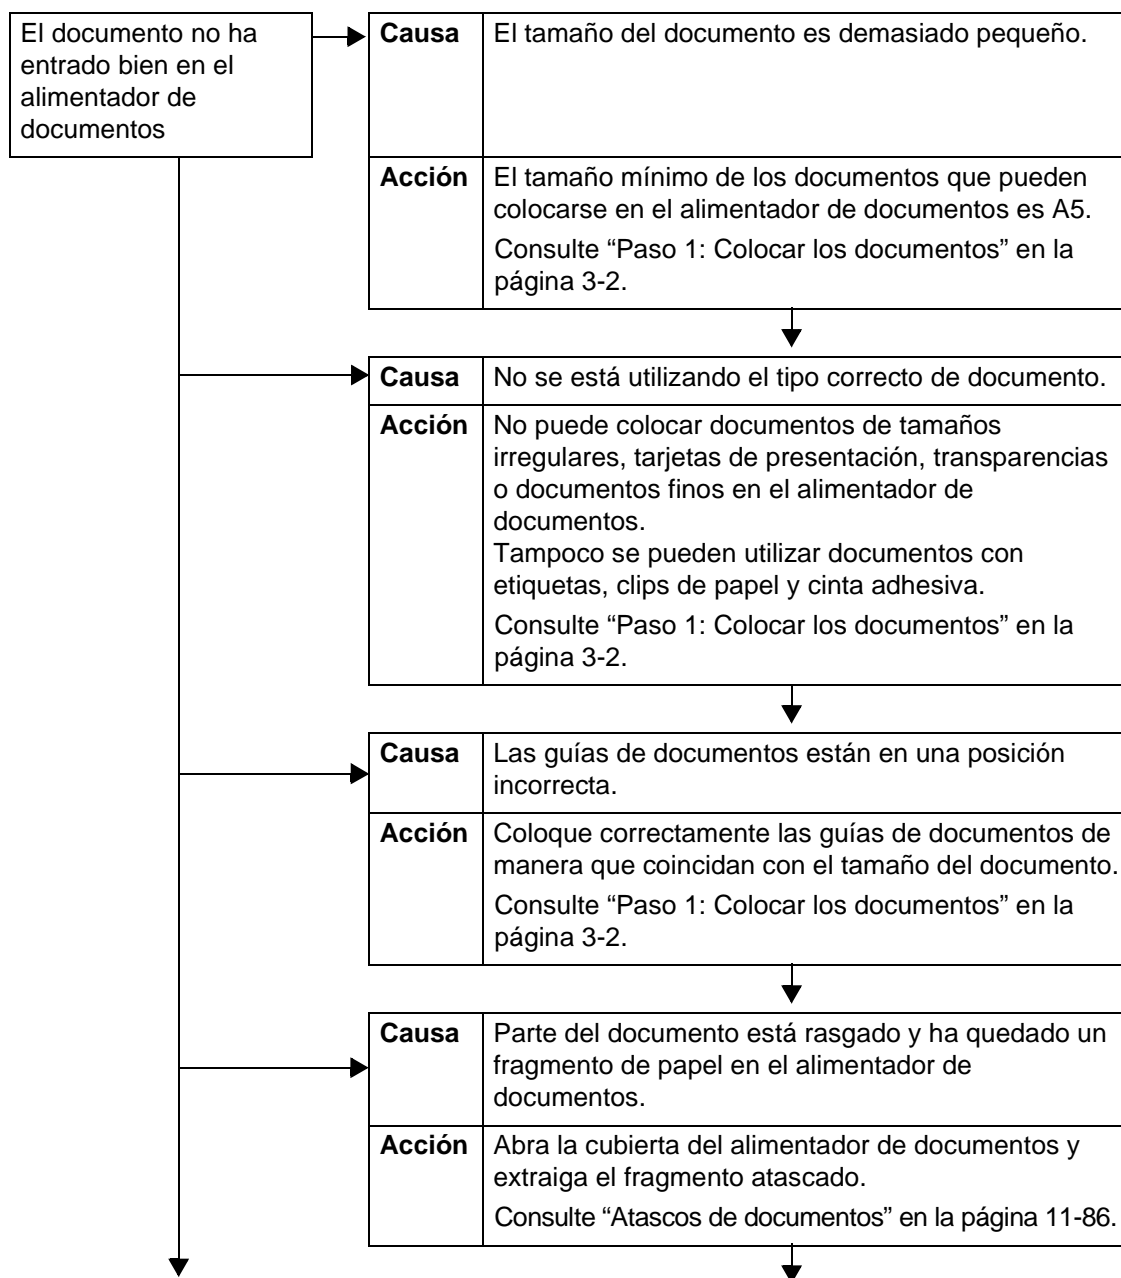 El documento no ha
entrado bien en el
alimentador de
documentos
Causa
El tamaño del documento es demasiado pequeño.
Acción
El tamaño mínimo de los documentos que pueden
colocarse en el alimentador de documentos es A5.
Consulte “Paso 1: Colocar los documentos” en la
página 3-2.
Causa
No se está utilizando el tipo correcto de documento.
Acción
No puede colocar documentos de tamaños
irregulares, tarjetas de presentación, transparencias
o documentos finos en el alimentador de
documentos.
Tampoco se pueden utilizar documentos con
etiquetas, clips de papel y cinta adhesiva.
Consulte “Paso 1: Colocar los documentos” en la
página 3-2.
Causa
Las guías de documentos están en una posición
incorrecta.
Acción
Coloque correctamente las guías de documentos de
manera que coincidan con el tamaño del documento.
Consulte “Paso 1: Colocar los documentos” en la
página 3-2.
Causa
Parte del documento está rasgado y ha quedado un
fragmento de papel en el alimentador de
documentos.
Acción
Abra la cubierta del alimentador de documentos y
extraiga el fragmento atascado.
Consulte “Atascos de documentos” en la página 11-86.